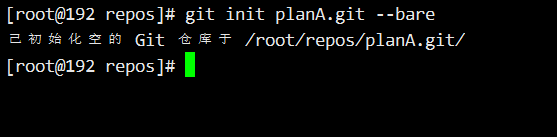 [root@192 repos]# git init planA.git --bare
已初始化空的 Git 仓库于 /root/repos/planA.git/
[root@192 repos]#